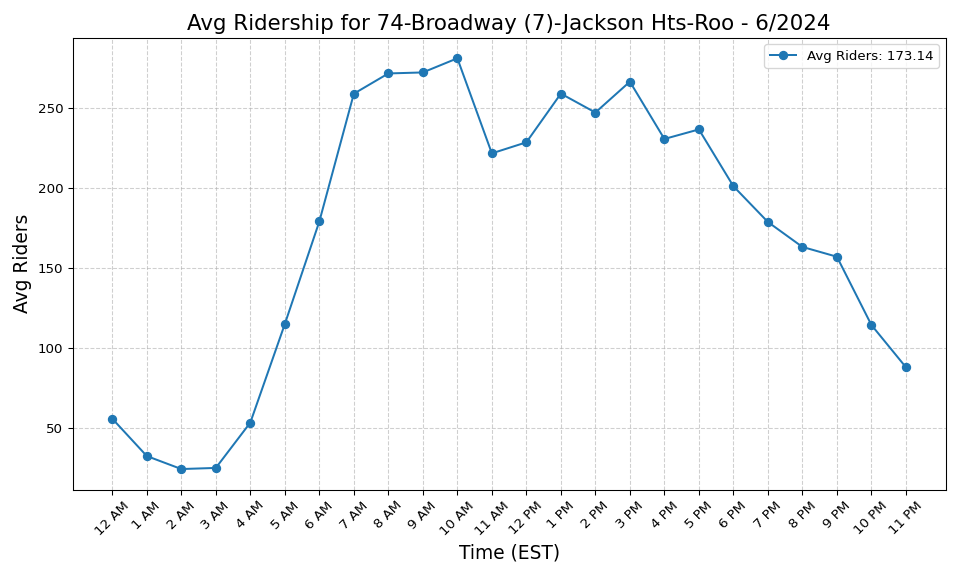 Avg Ridership for 74-Broadway (7)-Jackson Hts-Roo - 6/2024
Avg Riders: 173.14
Avg Riders
250
200
150
100
50
12 AM
1 AM
2 AM
3 AM
4 AM
5 AM
6 AM
7 AM
8 AM
9 AM
10 AM
11 AM
12 PM
1 PM
2 PM
3 PM
4 PM
5 PM
6 PM
7 PM
8 PM
9 PM
10 PM
11 PM
Time (EST)